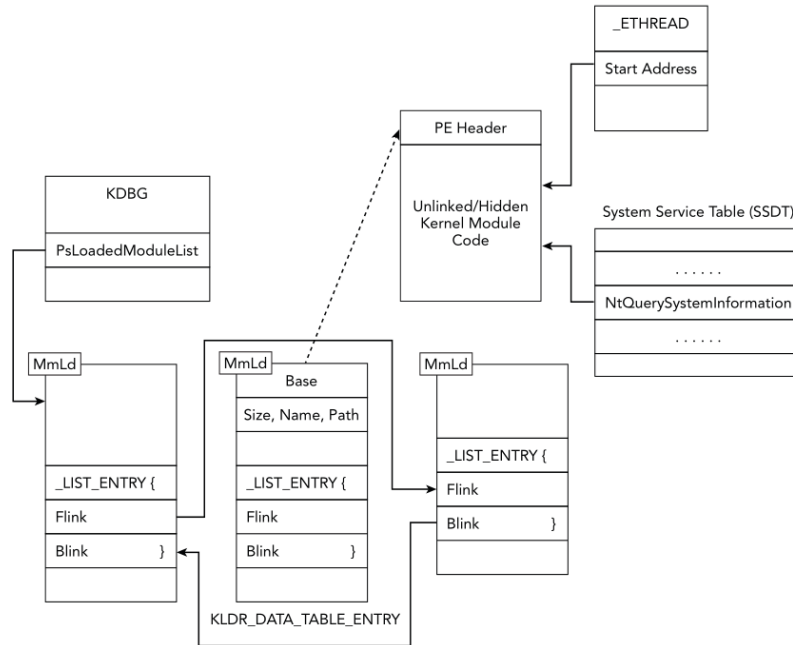 _ETHREAD
Start Address
PE Header
Unlinked/Hidden
Kernel Module
Code
KDBG
PsLoadedModuleList
System Service Table (SSDT)
. . . . . .
NtQuerySystemInformation
. . . . . .
MmLd
_LIST_ENTRY {
Flink
Blink }
MmLd
Base
Size, Name, Path
_LIST_ENTRY {
Flink
Blink }
MmLd
_LIST_ENTRY {
Flink
Blink }
KLDR_DATA_TABLE_ENTRY